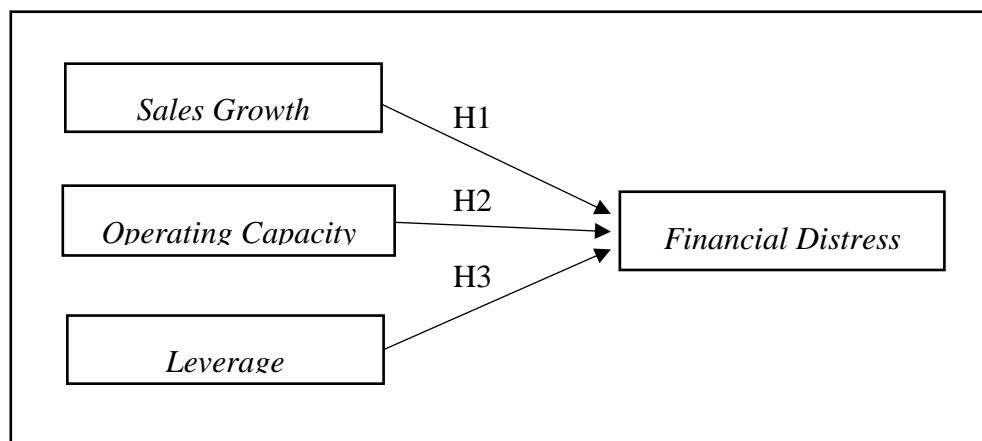 Sales Growth
H1
Operating Capacity
H2
Financial Distress
H3
Leverage